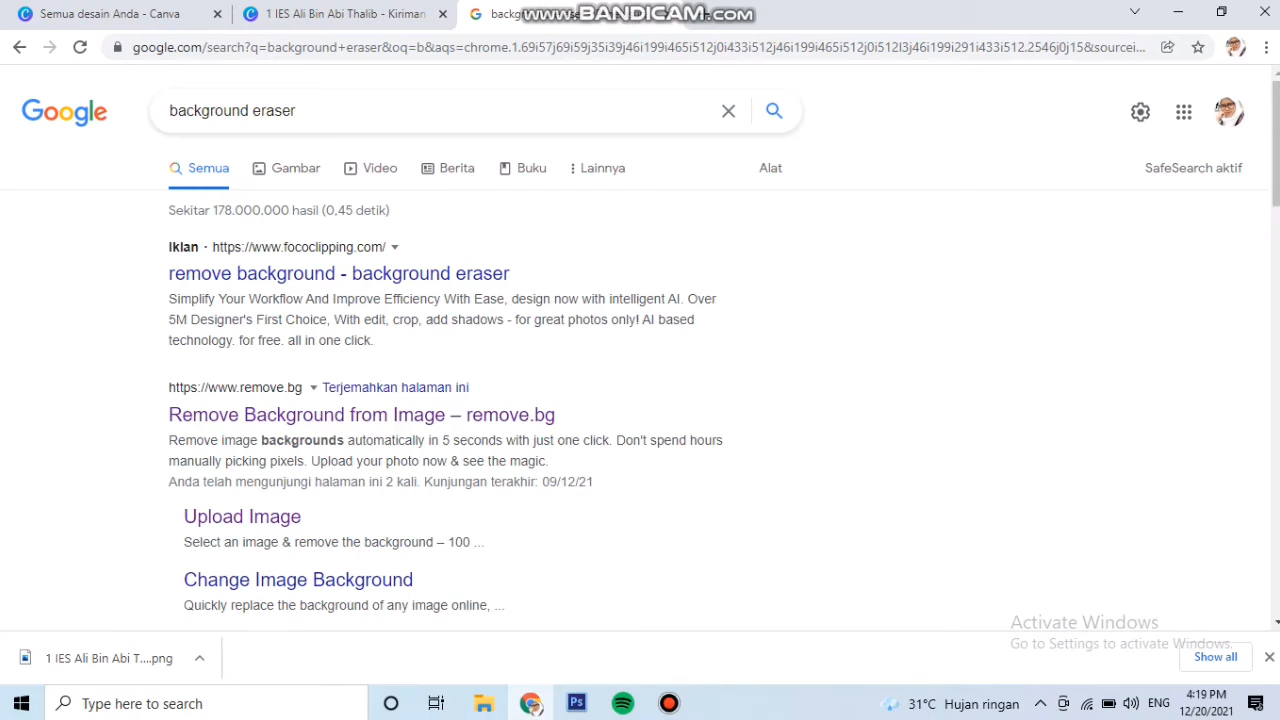 Semua desain Anda - Canva
1 IES Ali Bin Abi Thalib - Kiriman
www.BANDICAM.com
google.com/search?q=background+eraser&oq=b&aqs=chrome.1.69i57j69i59j35i39j46i199i465i512j0i433i512j46i199i465i512j0i512l3j46i199i291i433i512.2546j0j15&sourcei...
Google
background eraser
Semua
Gambar
Video
Berita
Buku
Lainnya
Alat
SafeSearch aktif
Sekitar 178.000.000 hasil (0,45 detik)
Iklan · https://www.fococlipping.com/
remove background - background eraser
Simplify Your Workflow And Improve Efficiency With Ease, design now with intelligent AI. Over
5M Designer's First Choice, With edit, crop, add shadows - for great photos only! AI based
technology. for free. all in one click.
https://www.remove.bg Terjemahkan halaman ini
Remove Background from Image – remove.bg
Remove image backgrounds automatically in 5 seconds with just one click. Don't spend hours
manually picking pixels. Upload your photo now & see the magic.
Anda telah mengunjungi halaman ini 2 kali. Kunjungan terakhir: 09/12/21
Upload Image
Select an image & remove the background – 100 ...
Change Image Background
Quickly replace the background of any image online, ...
Activate Windows
Go to Settings to activate Windows.
1 IES Ali Bin Abi T....png
Show all
Type here to search
Ps
31°C Hujan ringan
ENG
4:19 PM
12/20/2021